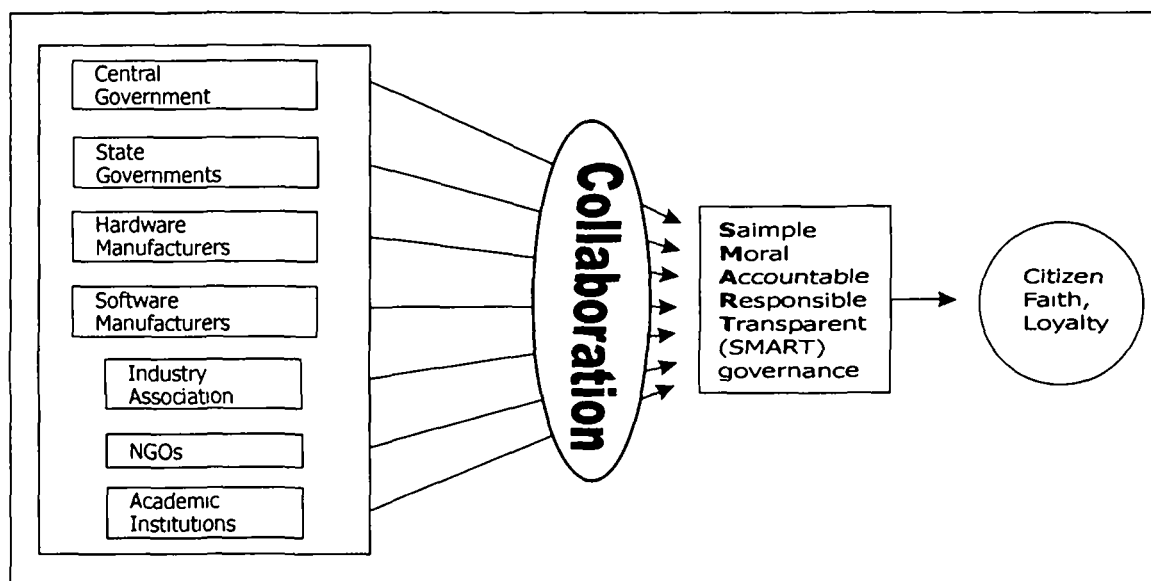 Central
Government
State
Governments
Hardware
Manufacturers
Software
Manufacturers
Industry
Association
NGOs
Academic
Institutions
Collaboration
Saimple
Moral
Accountable
Responsible
Transparent
(SMART)
governance
Citizen
Faith,
Loyalty